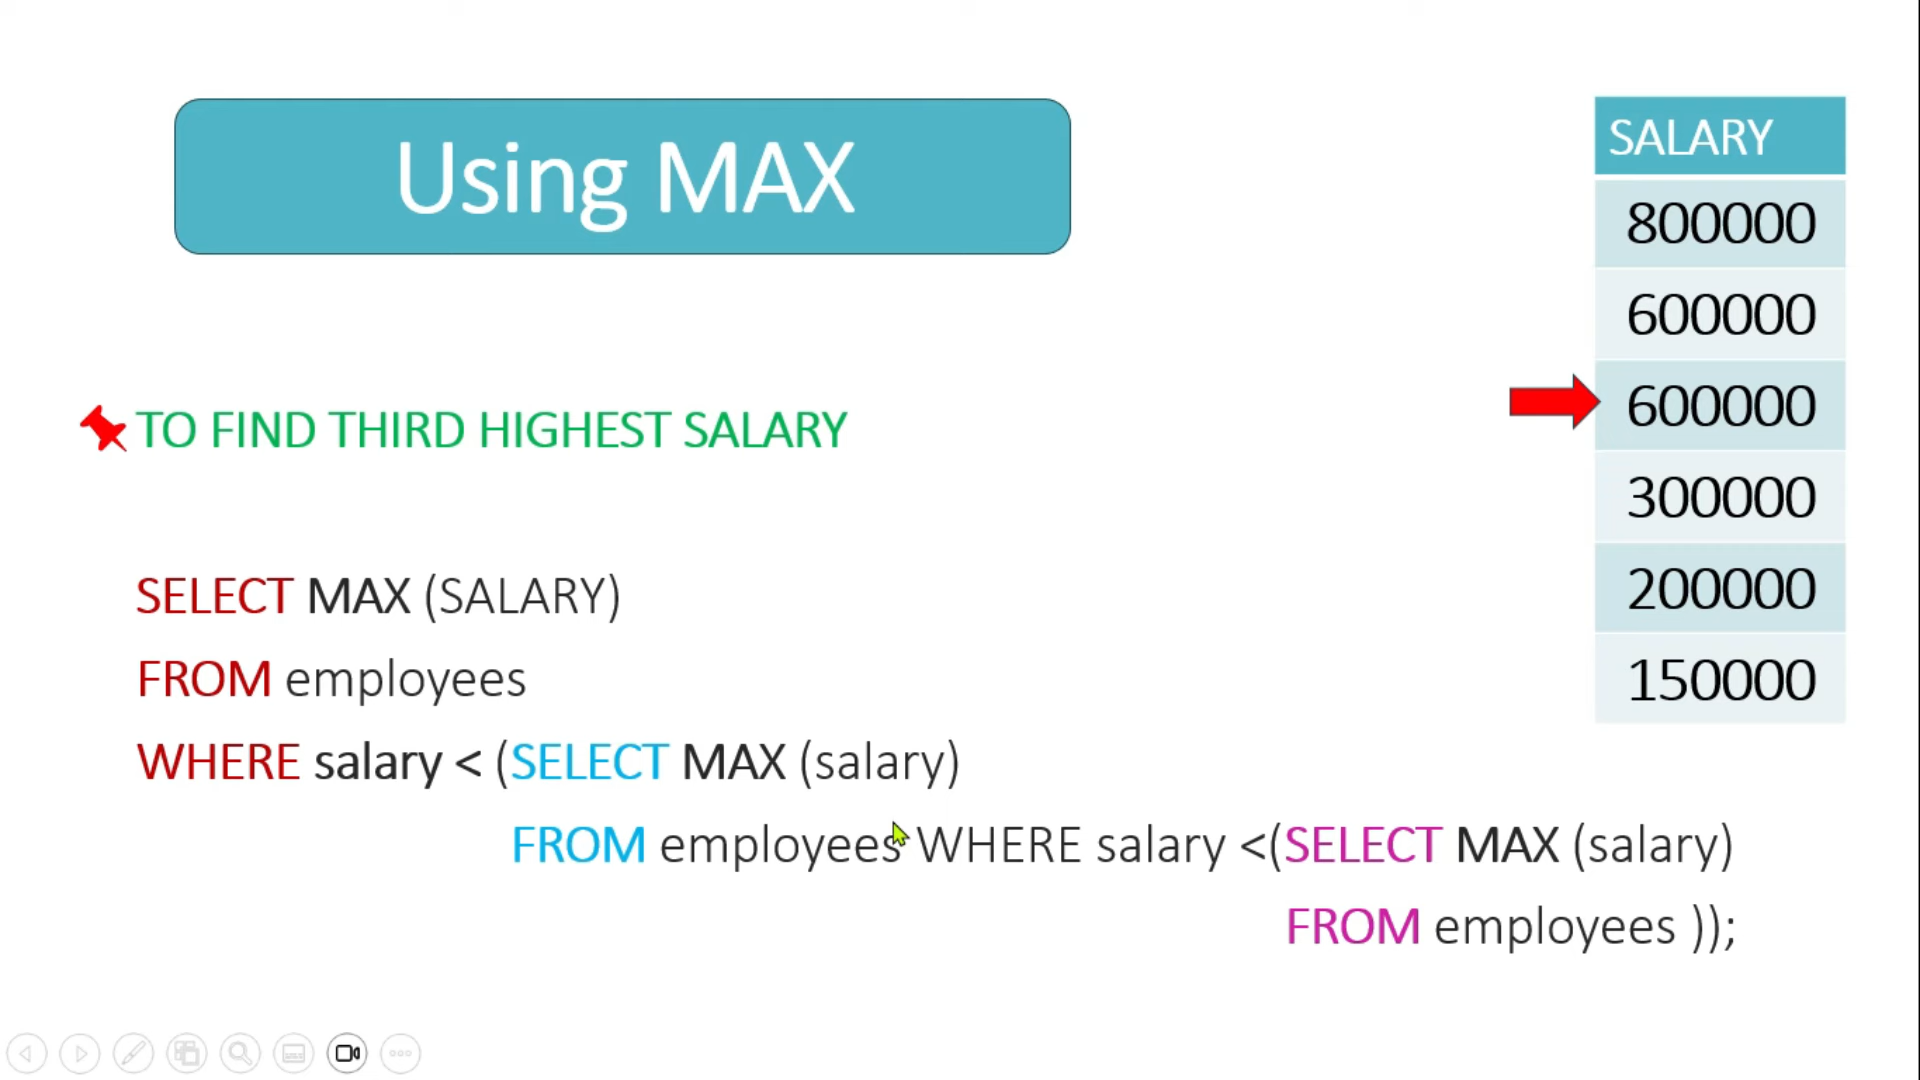 Using MAX
TO FIND THIRD HIGHEST SALARY
SELECT MAX (SALARY)
FROM employees
WHERE salary < (SELECT MAX (salary)
FROM employees WHERE salary <(SELECT MAX (salary)
FROM employees ));
SALARY
800000
600000
600000
300000
200000
150000